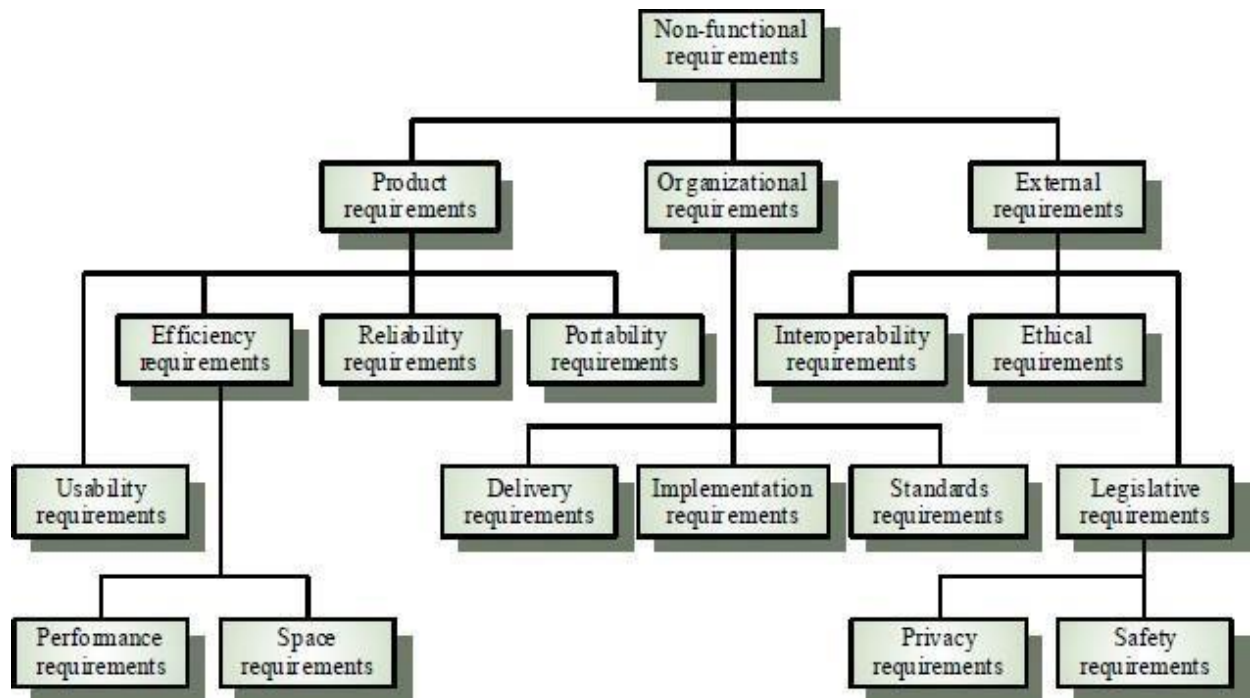 Non-functional
requirements
Product
requirements
Organizational
requirements
External
requirements
Efficiency
requirements
Reliability
requirements
Portability
requirements
Interoperability
requirements
Ethical
requirements
Usability
requirements
Delivery
requirements
Implementation
requirements
Standards
requirements
Legislative
requirements
Performance
requirements
Space
requirements
Privacy
requirements
Safety
requirements